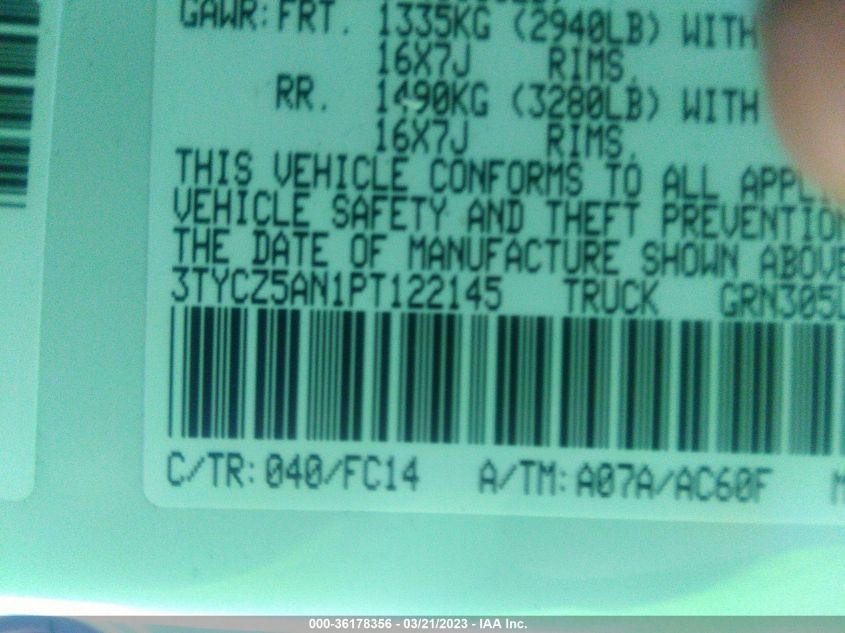 GAWR: FRT. 1335KG (2940LB) WITH
16X7J RIMS,
RR. 1490KG (3280LB) WITH
16X7J RIMS,
THIS VEHICLE CONFORMS TO ALL
VEHICLE SAFETY AND THEFT PREVENTION
THE DATE OF MANUFACTURE SHOWN ABOVE
3TYCZ5AN1PT122145 TRUCK GRN305L
C/TR: 040/FC14 A/TM: A07A/AC60F
000-36178356 - 03/21/2023 - IAA Inc.